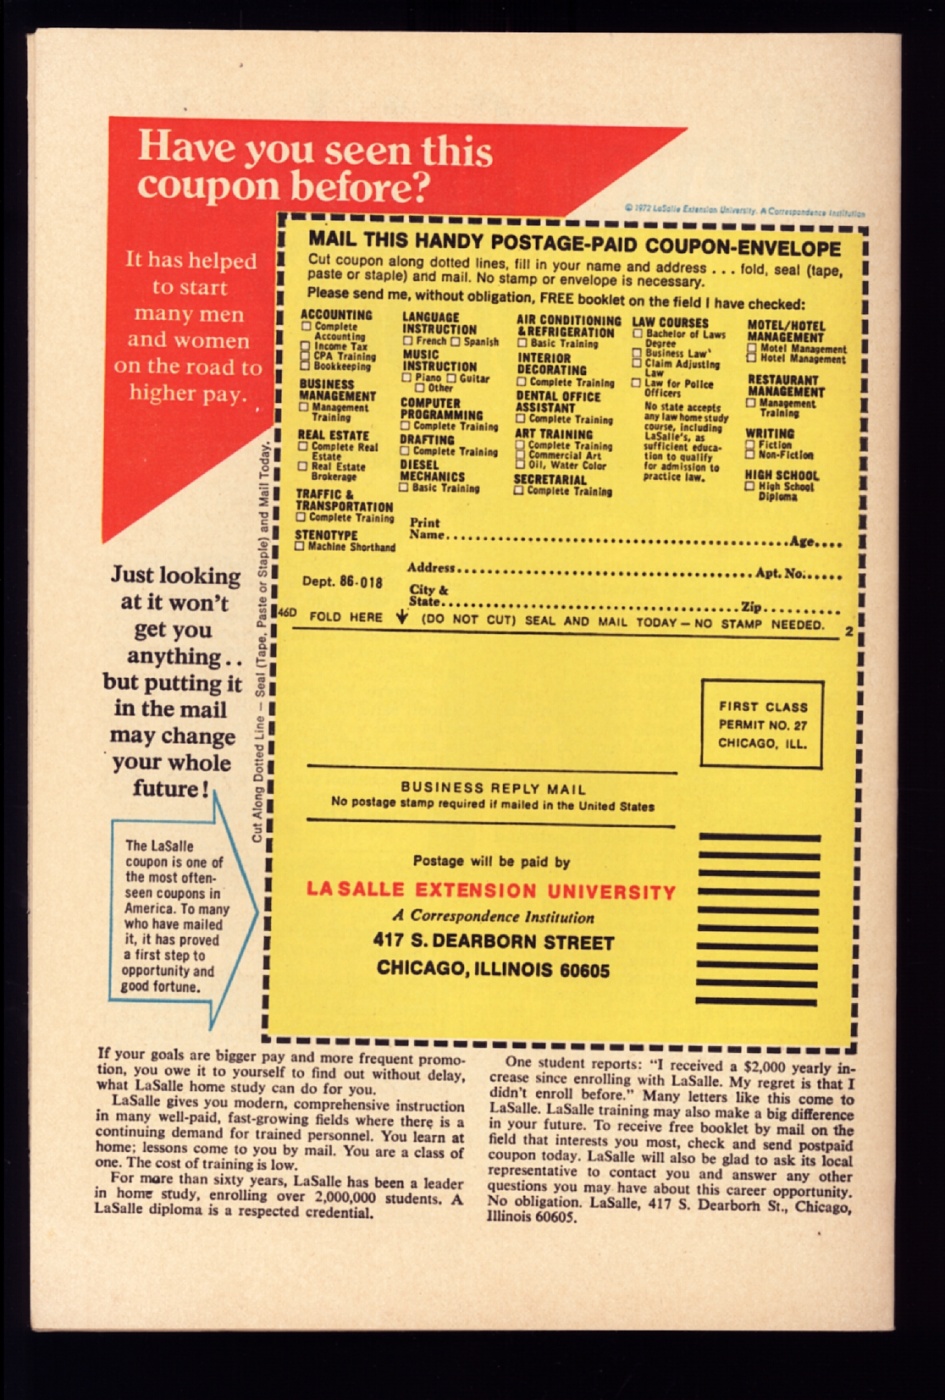 Have you seen this
coupon before?
It has helped
to start
many men
and women
on the road to
higher pay.
© 1972 LaSalle Extension University. A Correspondence Institution
MAIL THIS HANDY POSTAGE-PAID COUPON-ENVELOPE
Cut coupon along dotted lines, fill in your name and address . . . fold, seal (tape,
paste or staple) and mail. No stamp or envelope is necessary.
Please send me, without obligation, FREE booklet on the field I have checked:
ACCOUNTING
☐ Complete
Accounting
☐ Income Tax
☐ CPA Training
☐ Bookkeeping
BUSINESS
MANAGEMENT
☐ Management
Training
REAL ESTATE
☐ Complete Real
Estate
☐ Real Estate
Brokerage
TRAFFIC &
TRANSPORTATION
☐ Complete Training
STENOTYPE
☐ Machine Shorthand
LANGUAGE
INSTRUCTION
☐ French ☐ Spanish
MUSIC
INSTRUCTION
☐ Piano ☐ Guitar
☐ Other
COMPUTER
PROGRAMMING
☐ Complete Training
DRAFTING
☐ Complete Training
DIESEL
MECHANICS
☐ Basic Training
AIR CONDITIONING
& REFRIGERATION
☐ Basic Training
INTERIOR
DECORATING
☐ Complete Training
DENTAL OFFICE
ASSISTANT
☐ Complete Training
ART TRAINING
☐ Complete Training
☐ Commercial Art
☐ Oil, Water Color
SECRETARIAL
☐ Complete Training
LAW COURSES
☐ Bachelor of Laws
Degree
☐ Business Law
☐ Claim Adjusting
Law
☐ Law for Police
Officers
No state accepts
any law home study
course, including
LaSalle's, as
sufficient educa-
tion to qualify
for admission to
practice law.
MOTEL/HOTEL
MANAGEMENT
☐ Motel Management
☐ Hotel Management
RESTAURANT
MANAGEMENT
☐ Management
Training
WRITING
☐ Fiction
☐ Non-Fiction
HIGH SCHOOL
☐ High School
Diploma
Print
Name....................Age....
Address....................Apt. No......
City &
State....................Zip..........
Dept. 86-018
46D FOLD HERE ↓ (DO NOT CUT) SEAL AND MAIL TODAY — NO STAMP NEEDED. 2
Cut Along Dotted Line — Seal (Tape, Paste or Staple) and Mail Today.
Just looking
at it won't
get you
anything . .
but putting it
in the mail
may change
your whole
future!
The LaSalle
coupon is one of
the most often-
seen coupons in
America. To many
who have mailed
it, it has proved
a first step to
opportunity and
good fortune.
FIRST CLASS
PERMIT NO. 27
CHICAGO, ILL.
BUSINESS REPLY MAIL
No postage stamp required if mailed in the United States
Postage will be paid by
LA SALLE EXTENSION UNIVERSITY
A Correspondence Institution
417 S. DEARBORN STREET
CHICAGO, ILLINOIS 60605
If your goals are bigger pay and more frequent promo-
tion, you owe it to yourself to find out without delay,
what LaSalle home study can do for you.
LaSalle gives you modern, comprehensive instruction
in many well-paid, fast-growing fields where there is a
continuing demand for trained personnel. You learn at
home; lessons come to you by mail. You are a class of
one. The cost of training is low.
For more than sixty years, LaSalle has been a leader
in home study, enrolling over 2,000,000 students. A
LaSalle diploma is a respected credential.
One student reports: "I received a $2,000 yearly in-
crease since enrolling with LaSalle. My regret is that I
didn't enroll before." Many letters like this come to
LaSalle. LaSalle training may also make a big difference
in your future. To receive free booklet by mail on the
field that interests you most, check and send postpaid
coupon today. LaSalle will also be glad to ask its local
representative to contact you and answer any other
questions you may have about this career opportunity.
No obligation. LaSalle, 417 S. Dearborn St., Chicago,
Illinois 60605.